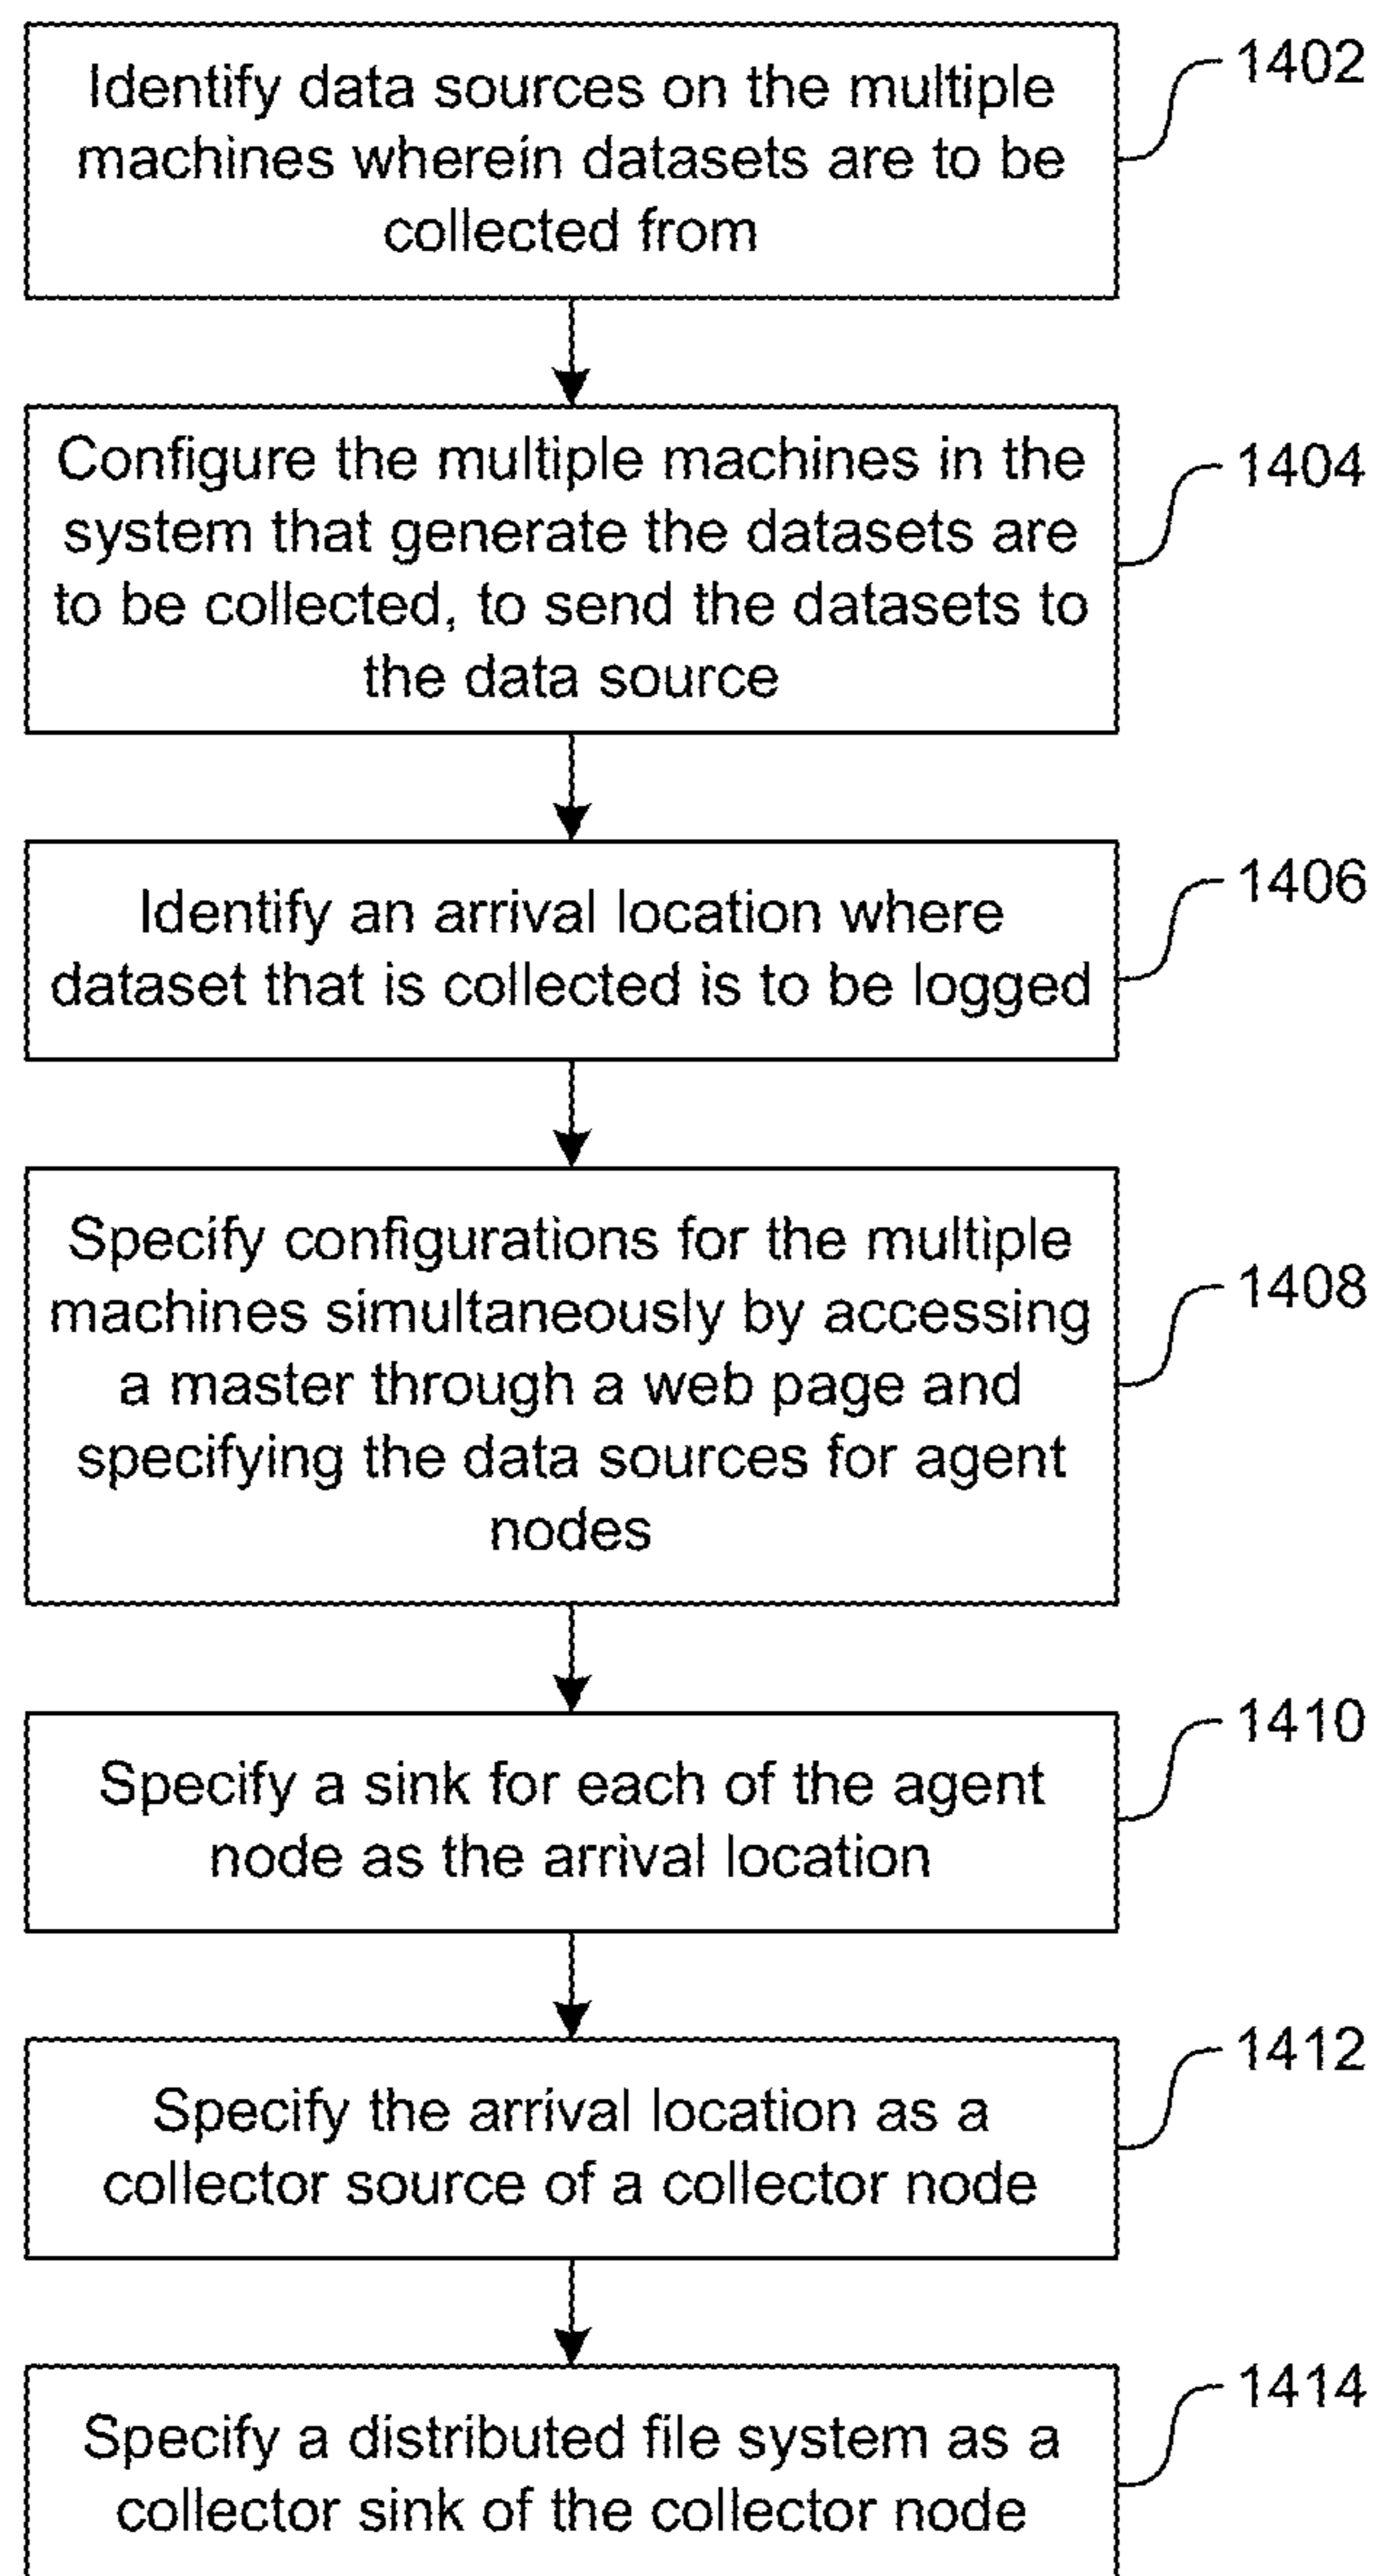 Identify data sources on the multiple
machines wherein datasets are to be
collected from
1402
Configure the multiple machines in the
system that generate the datasets are
to be collected, to send the datasets to
the data source
1404
Identify an arrival location where
dataset that is collected is to be logged
1406
Specify configurations for the multiple
machines simultaneously by accessing
a master through a web page and
specifying the data sources for agent
nodes
1408
Specify a sink for each of the agent
node as the arrival location
1410
Specify the arrival location as a
collector source of a collector node
1412
Specify a distributed file system as a
collector sink of the collector node
1414